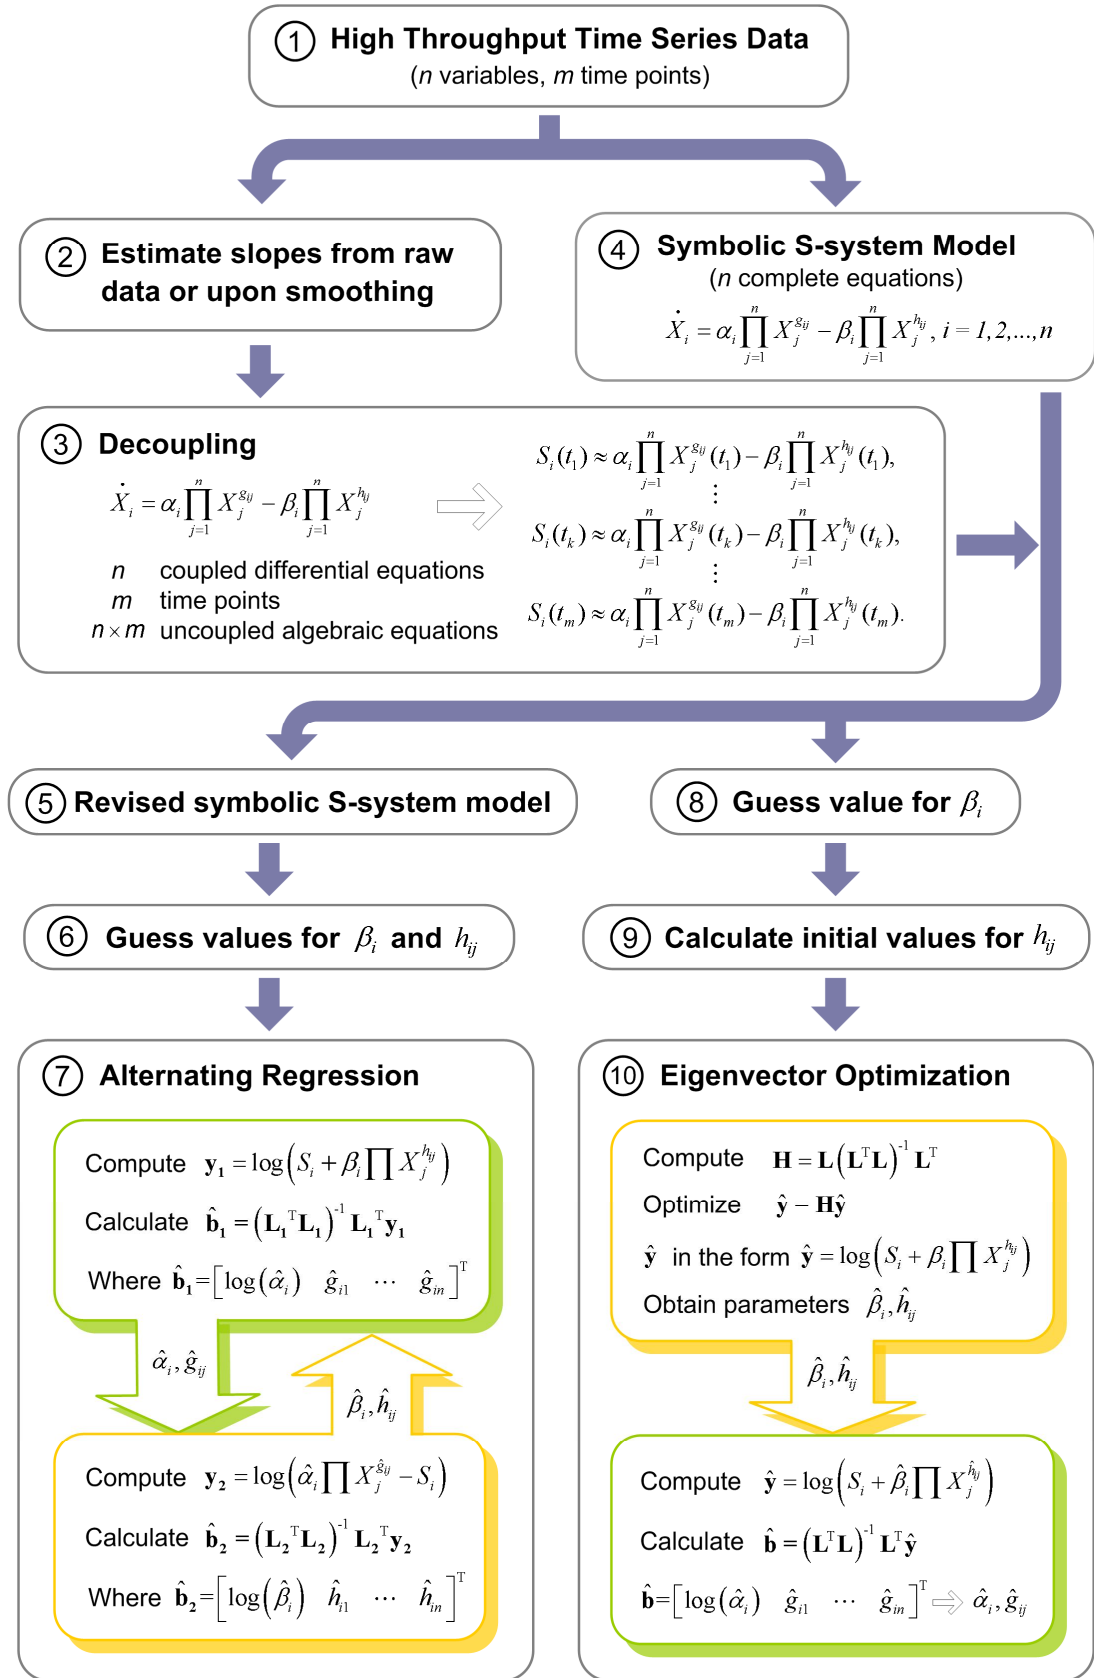 ① High Throughput Time Series Data
(n variables, m time points)
② Estimate slopes from raw
data or upon smoothing
④ Symbolic S-system Model
(n complete equations)
Ẋ_i = α_i ∏_{j=1}^{n} X_j^{g_ij} − β_i ∏_{j=1}^{n} X_j^{h_ij}, i = 1,2,...,n
③ Decoupling
Ẋ_i = α_i ∏_{j=1}^{n} X_j^{g_ij} − β_i ∏_{j=1}^{n} X_j^{h_ij}
n coupled differential equations
m time points
n × m uncoupled algebraic equations
S_i(t_1) ≈ α_i ∏_{j=1}^{n} X_j^{g_ij}(t_1) − β_i ∏_{j=1}^{n} X_j^{h_ij}(t_1),
⋮
S_i(t_k) ≈ α_i ∏_{j=1}^{n} X_j^{g_ij}(t_k) − β_i ∏_{j=1}^{n} X_j^{h_ij}(t_k),
⋮
S_i(t_m) ≈ α_i ∏_{j=1}^{n} X_j^{g_ij}(t_m) − β_i ∏_{j=1}^{n} X_j^{h_ij}(t_m).
⑤ Revised symbolic S-system model
⑥ Guess values for β_i and h_ij
⑦ Alternating Regression
Compute y_1 = log(S_i + β_i ∏ X_j^{h_ij})
Calculate b̂_1 = (L_1^T L_1)^{-1} L_1^T y_1
Where b̂_1 = [log(α̂_i) ĝ_i1 ⋯ ĝ_in]^T
α̂_i, ĝ_ij
β̂_i, ĥ_ij
Compute y_2 = log(α̂_i ∏ X_j^{ĝ_ij} − S_i)
Calculate b̂_2 = (L_2^T L_2)^{-1} L_2^T y_2
Where b̂_2 = [log(β̂_i) ĥ_i1 ⋯ ĥ_in]^T
⑧ Guess value for β_i
⑨ Calculate initial values for h_ij
⑩ Eigenvector Optimization
Compute H = L(L^T L)^{-1} L^T
Optimize ŷ − Hŷ
ŷ in the form ŷ = log(S_i + β_i ∏ X_j^{h_ij})
Obtain parameters β̂_i, ĥ_ij
β̂_i, ĥ_ij
Compute ŷ = log(S_i + β̂_i ∏ X_j^{ĥ_ij})
Calculate b̂ = (L^T L)^{-1} L^T ŷ
b̂ = [log(α̂_i) ĝ_i1 ⋯ ĝ_in]^T ⇨ α̂_i, ĝ_ij